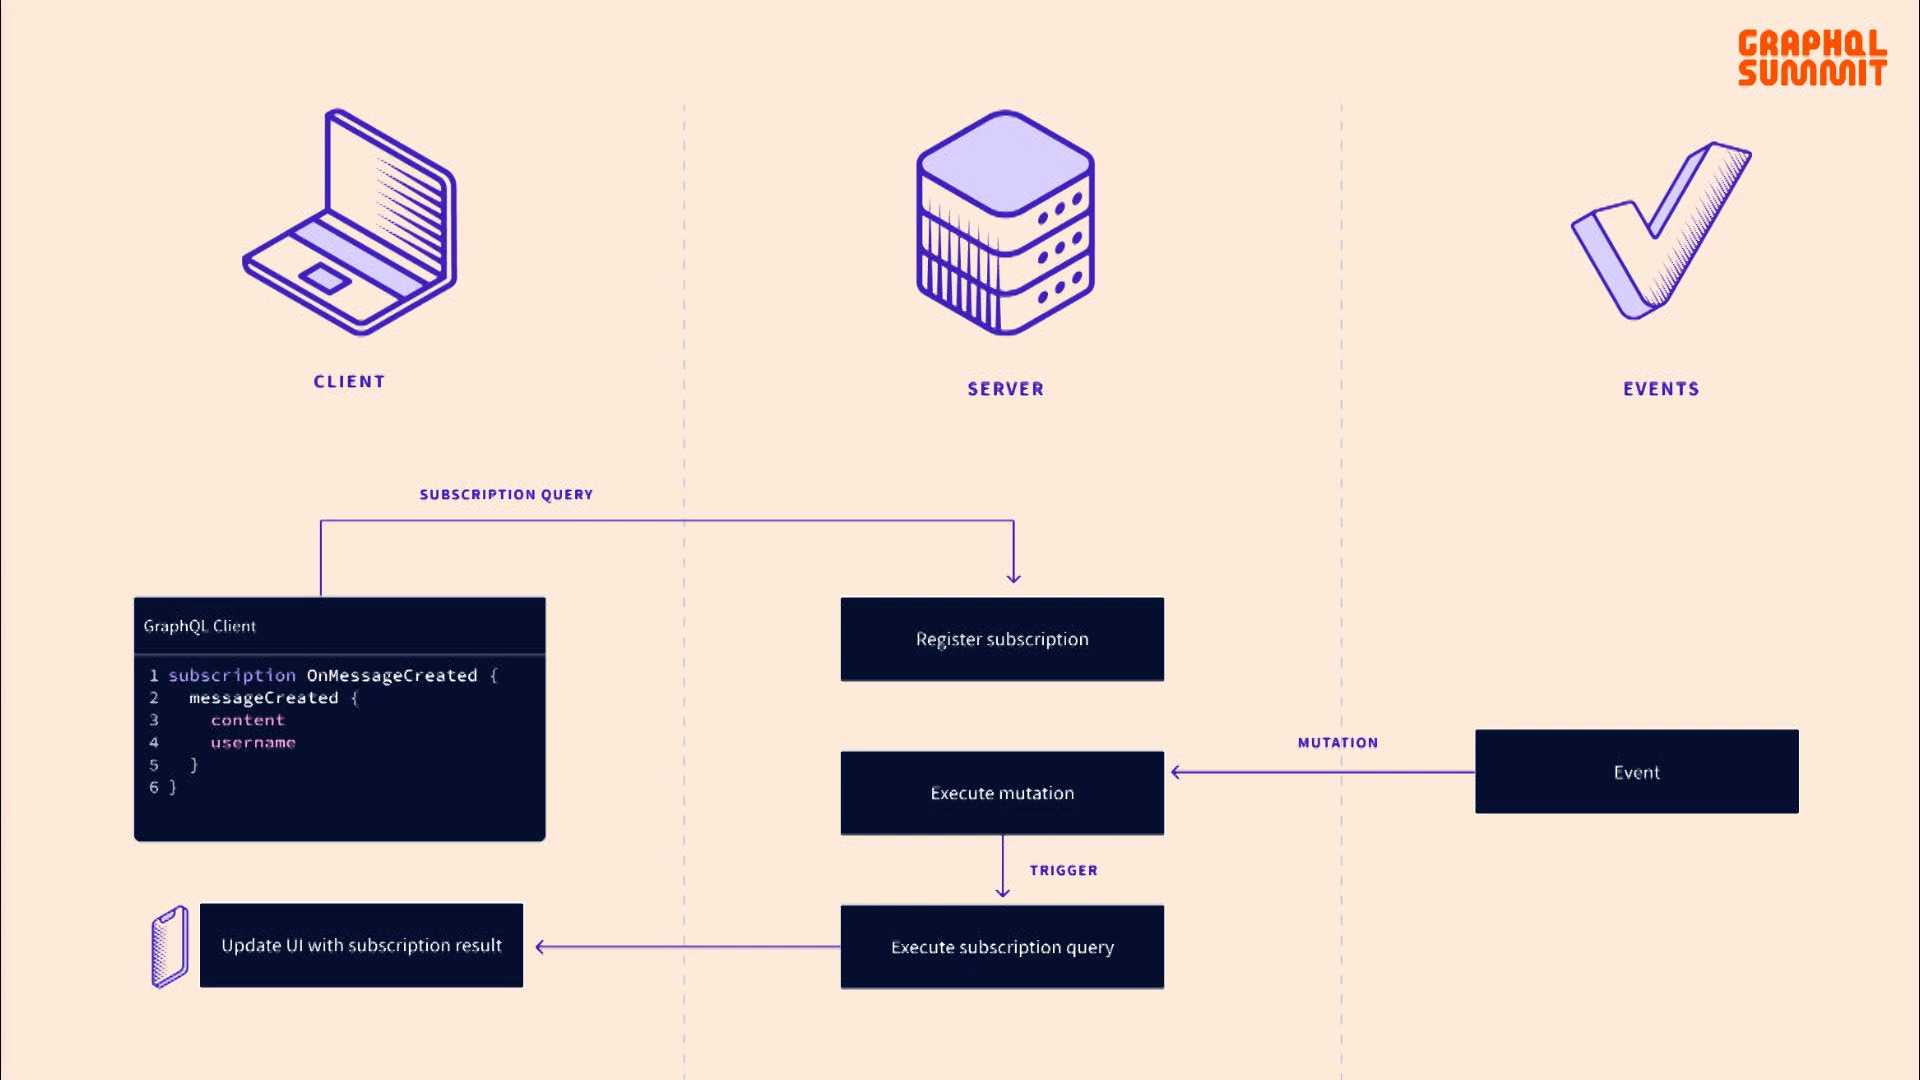 GRAPHQL
SUMMIT
CLIENT
SERVER
EVENTS
SUBSCRIPTION QUERY
GraphQL Client
1 subscription OnMessageCreated {
2   messageCreated {
3     content
4     username
5   }
6 }
Register subscription
MUTATION
Event
Execute mutation
TRIGGER
Update UI with subscription result
Execute subscription query